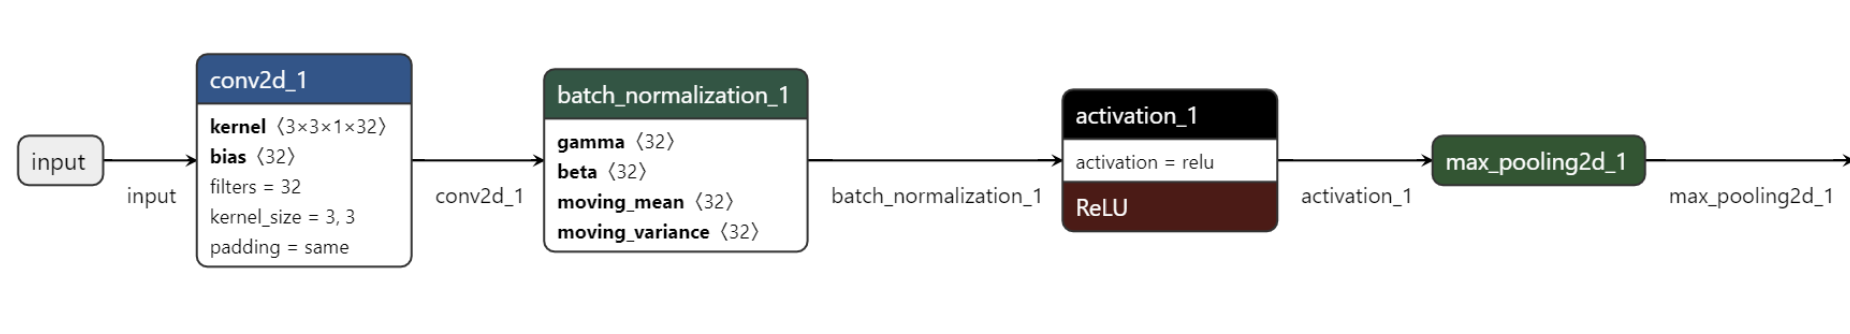 input
input
conv2d_1
kernel 〈3×3×1×32〉
bias 〈32〉
filters = 32
kernel_size = 3, 3
padding = same
conv2d_1
batch_normalization_1
gamma 〈32〉
beta 〈32〉
moving_mean 〈32〉
moving_variance 〈32〉
batch_normalization_1
activation_1
activation = relu
ReLU
activation_1
max_pooling2d_1
max_pooling2d_1